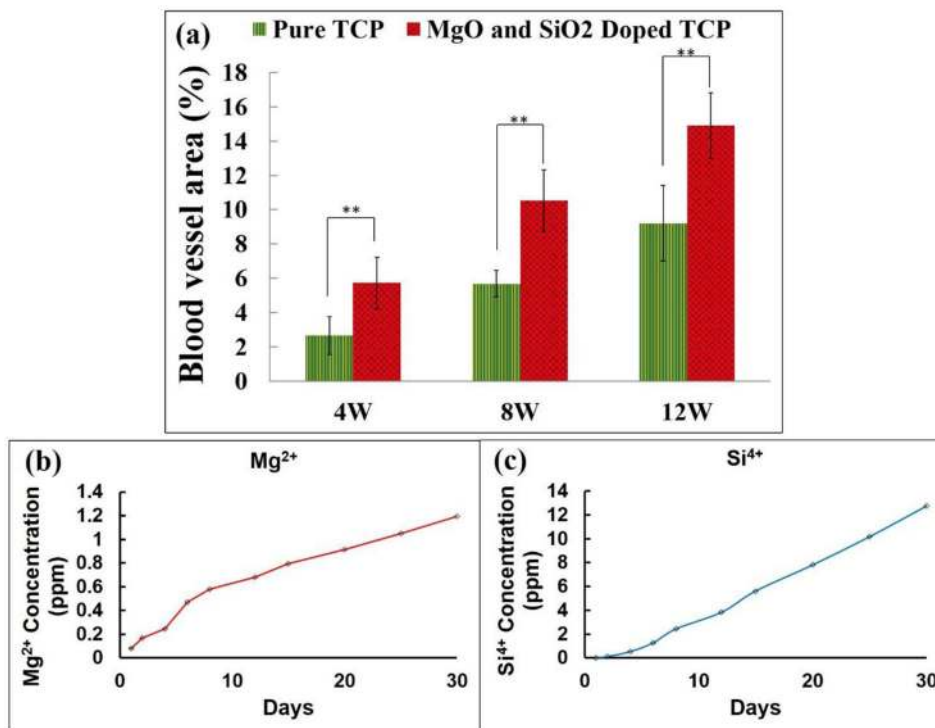 (a)
Pure TCP MgO and SiO2 Doped TCP
Blood vessel area (%)
18
16
14
12
10
8
6
4
2
0
**
**
**
4W 8W 12W
(b)
Mg²⁺
Mg²⁺ Concentration
(ppm)
1.4
1.2
1
0.8
0.6
0.4
0.2
0
0 10 20 30
Days
(c)
Si⁴⁺
Si⁴⁺ Concentration
(ppm)
14
12
10
8
6
4
2
0
0 10 20 30
Days